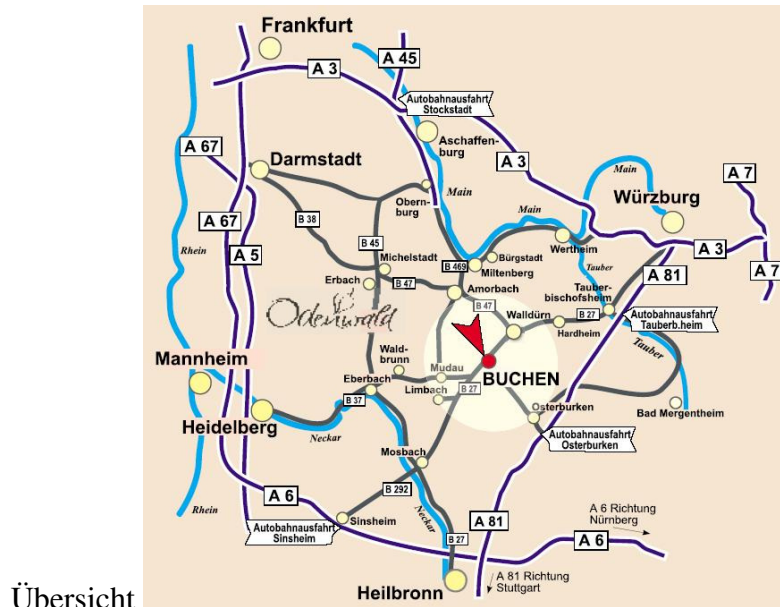 Frankfurt
A 45
A 3
Autobahnausfahrt
Stockstadt
Aschaffen-
burg
A 67
Darmstadt
A 3
Main
Main
Obern-
burg
Würzburg
A 7
A 67
B 38
Main
Rhein
A 5
B 45
Michelstadt
Bürgstadt
Wertheim
A 3
B 469
Miltenberg
Tauber
A 81
A 7
Erbach
B 47
Amorbach
Tauber-
bischofsheim
Odenwald
B 47
Walldürn
B 27
Autobahnausfahrt
Tauberb.heim
Hardheim
Tauber
Mannheim
Wald-
brunn
Mudau
BUCHEN
Eberbach
Limbach
B 27
B 37
Osterburken
Bad Mergentheim
Heidelberg
Neckar
Autobahnausfahrt
Osterburken
Mosbach
B 292
A 6
Rhein
Neckar
A 6 Richtung
Nürnberg
Autobahnausfahrt
Sinsheim
Sinsheim
A 81
B 27
A 6
A 81 Richtung
Stuttgart
Heilbronn
Übersicht